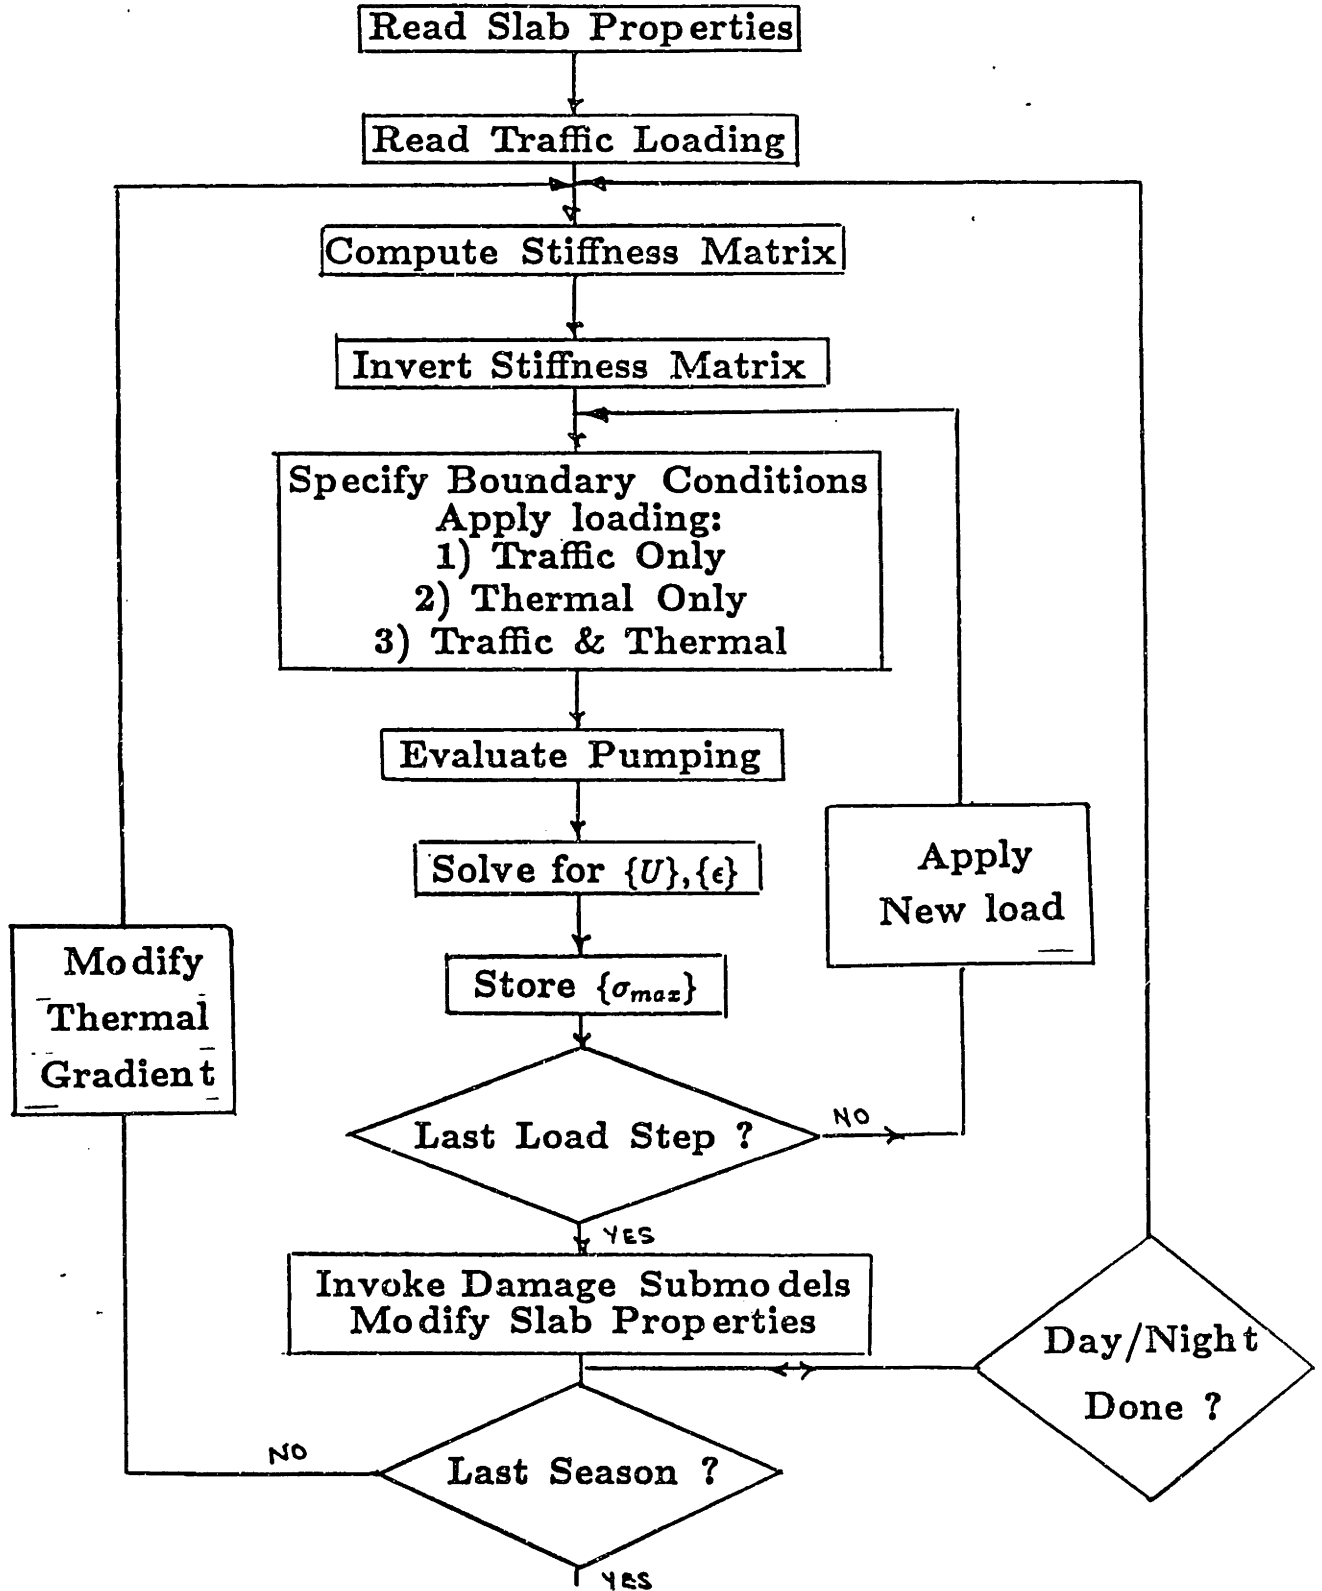 Read Slab Properties
Read Traffic Loading
Compute Stiffness Matrix
Invert Stiffness Matrix
Specify Boundary Conditions
Apply loading:
1) Traffic Only
2) Thermal Only
3) Traffic & Thermal
Evaluate Pumping
Solve for {U},{ϵ}
Store {σmax}
Apply
New load
Modify
Thermal
Gradient
Last Load Step ?
NO
YES
Invoke Damage Submodels
Modify Slab Properties
Day/Night
Done ?
Last Season ?
NO
YES